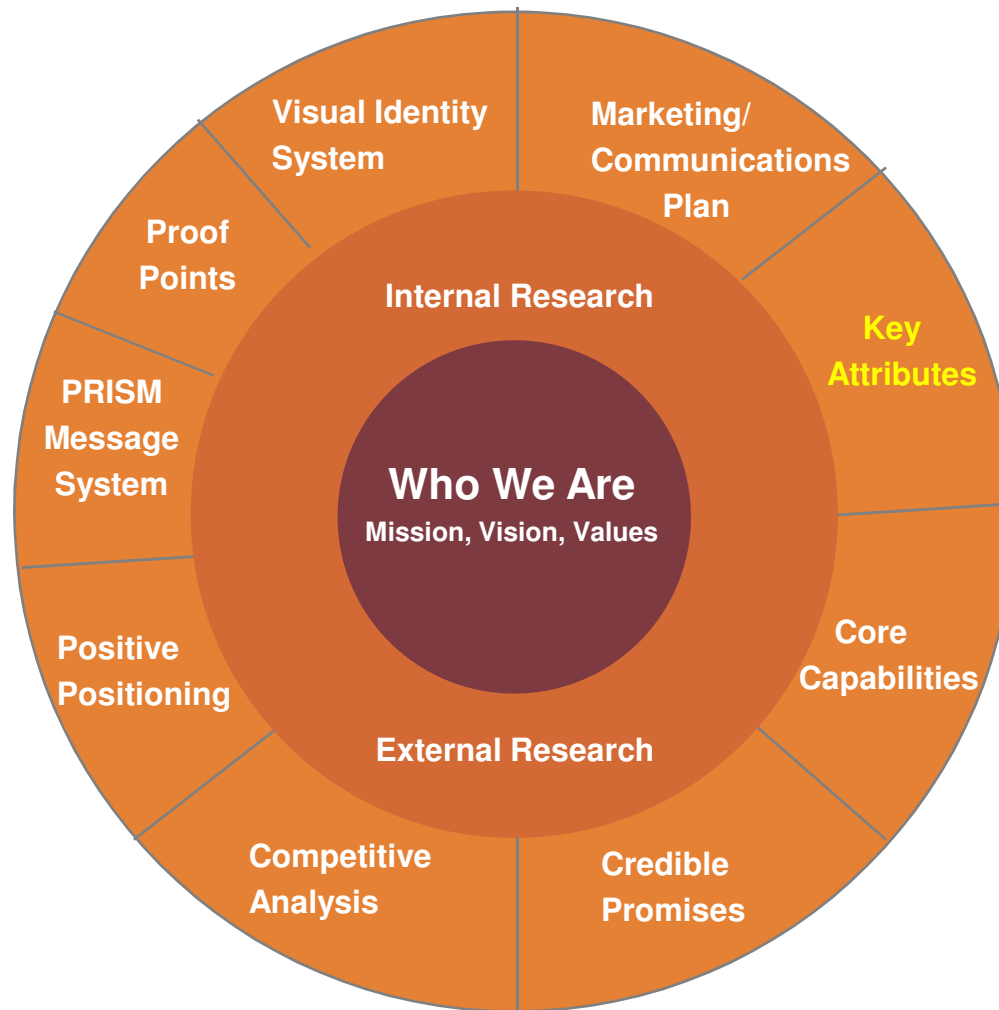 Visual Identity
System
Marketing/
Communications
Plan
Proof
Points
Internal Research
Key
Attributes
PRISM
Message
System
Who We Are
Mission, Vision, Values
Core
Capabilities
Positive
Positioning
External Research
Competitive
Analysis
Credible
Promises